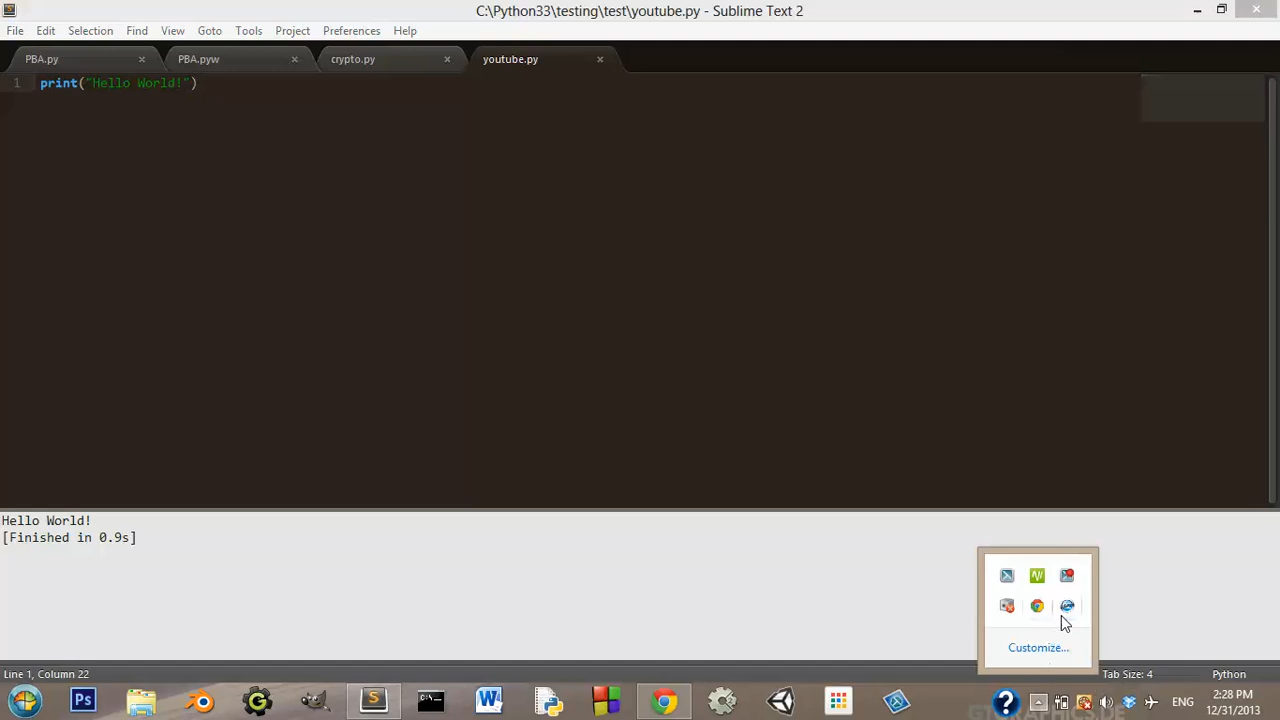 C:\Python33\testing\test\youtube.py - Sublime Text 2
File Edit Selection Find View Goto Tools Project Preferences Help
PBA.py × PBA.pyw × crypto.py × youtube.py ×
1 print("Hello World!")
Hello World!
[Finished in 0.9s]
Customize...
Line 1, Column 22 Tab Size: 4 Python
Ps ENG 2:28 PM
12/31/2013